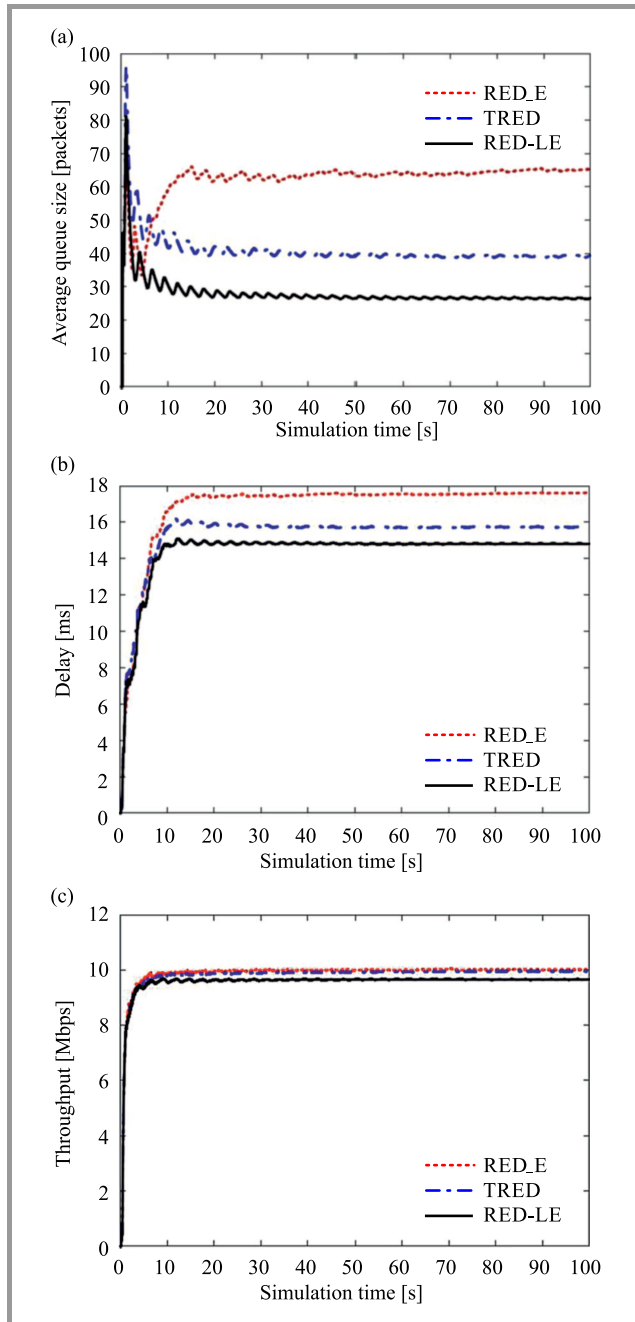 (a)
100
90
80
70
60
50
40
30
20
10
0
Average queue size [packets]
RED_E
TRED
RED-LE
0 10 20 30 40 50 60 70 80 90 100
Simulation time [s]
(b)
18
16
14
12
10
8
6
4
2
0
Delay [ms]
RED_E
TRED
RED-LE
0 10 20 30 40 50 60 70 80 90 100
Simulation time [s]
(c)
12
10
8
6
4
2
0
Throughput [Mbps]
RED_E
TRED
RED-LE
0 10 20 30 40 50 60 70 80 90 100
Simulation time [s]